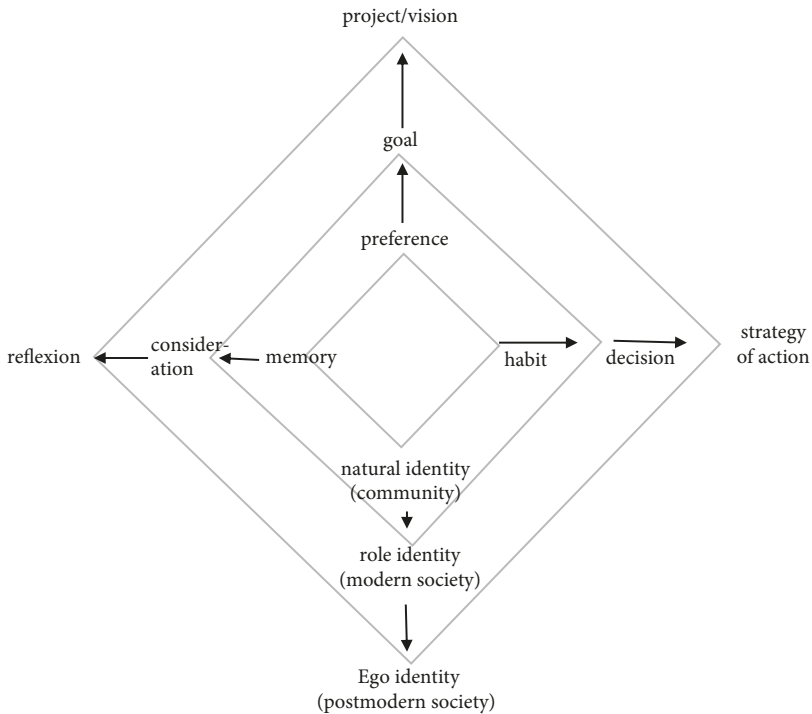 project/vision
goal
preference
reflexion
consider-
ation
memory
habit
decision
strategy
of action
natural identity
(community)
role identity
(modern society)
Ego identity
(postmodern society)